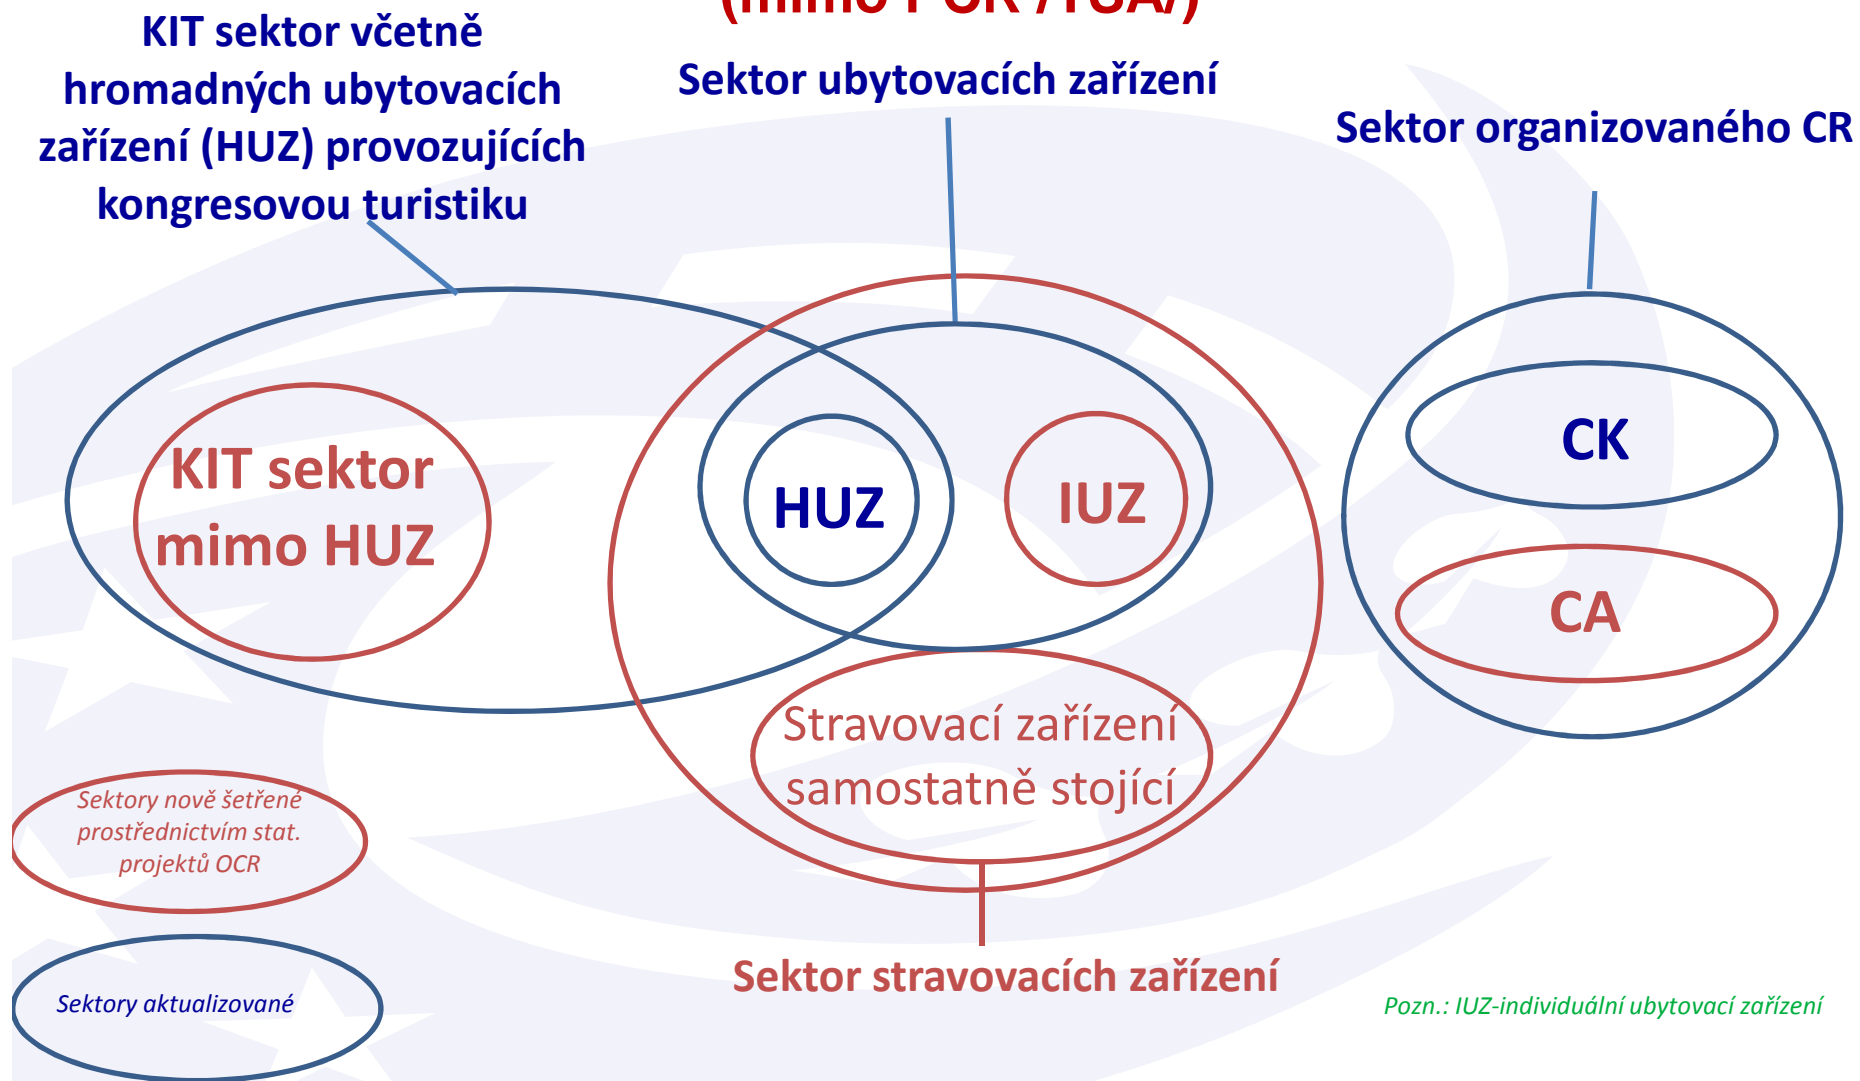 KIT sektor včetně
hromadných ubytovacích
zařízení (HUZ) provozujících
kongresovou turistiku
Sektor ubytovacích zařízení
Sektor organizovaného CR
KIT sektor
mimo HUZ
HUZ
IUZ
CK
CA
Stravovací zařízení
samostatně stojící
Sektory nově šetřené
prostřednictvím stat.
projektů OCR
Sektory aktualizované
Sektor stravovacích zařízení
Pozn.: IUZ-individuální ubytovací zařízení